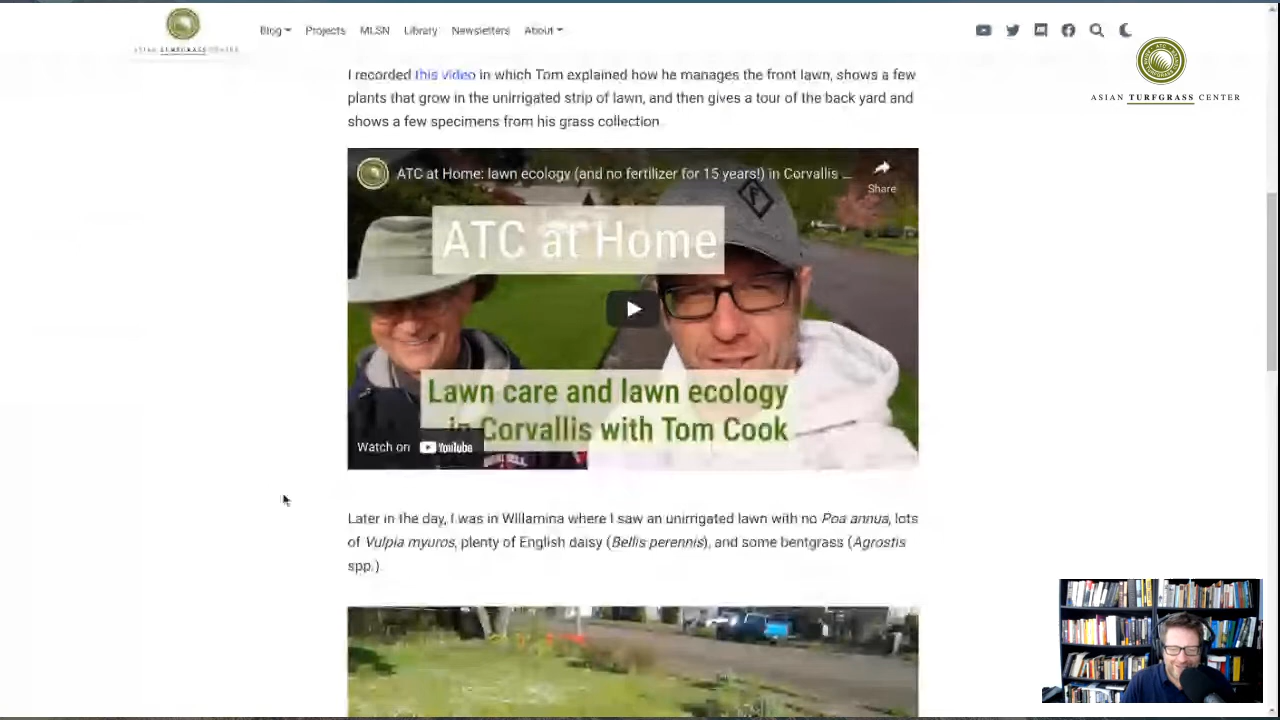 Blog Projects MLSN Library Newsletters About
ASIAN TURFGRASS CENTER
ASIAN TURFGRASS CENTER
I recorded this video in which Tom explained how he manages the front lawn, shows a few
plants that grow in the unirrigated strip of lawn, and then gives a tour of the back yard and
shows a few specimens from his grass collection
ATC at Home: lawn ecology (and no fertilizer for 15 years!) in Corvallis ...
Share
ATC at Home
Lawn care and lawn ecology
in Corvallis with Tom Cook
Watch on YouTube
Later in the day, I was in Willamina where I saw an unirrigated lawn with no Poa annua, lots
of Vulpia myuros, plenty of English daisy (Bellis perennis), and some bentgrass (Agrostis
spp.)